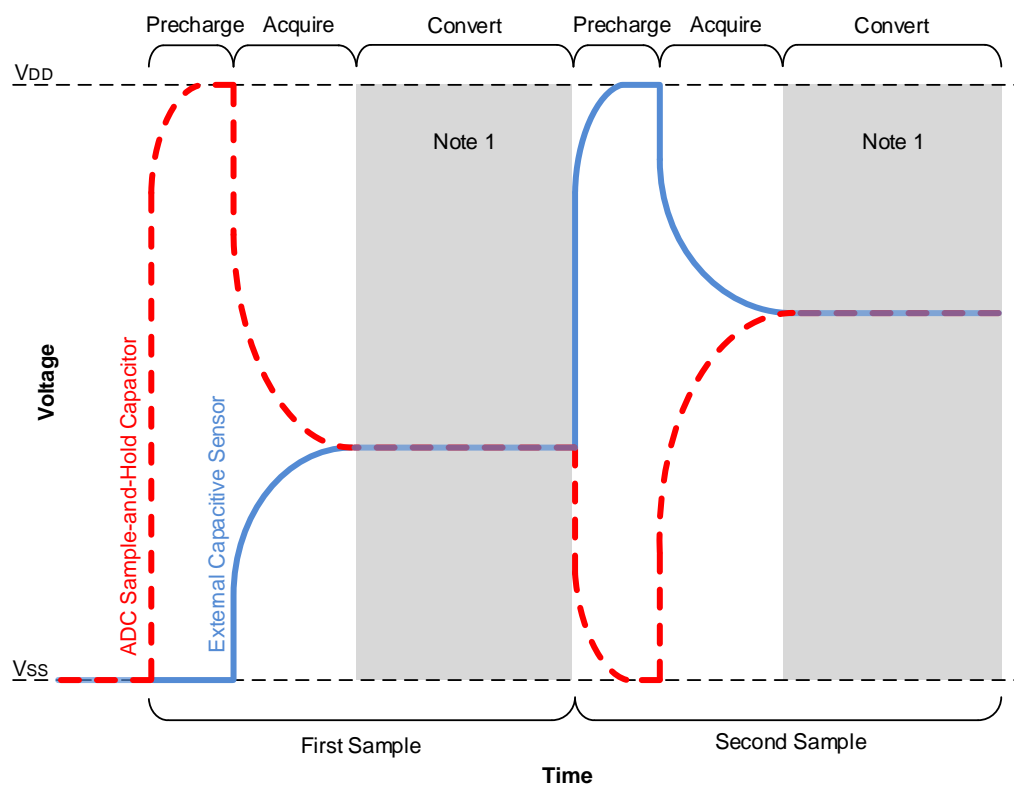 Precharge Acquire Convert Precharge Acquire Convert
VDD
Note 1 Note 1
Voltage
ADC Sample-and-Hold Capacitor
External Capacitive Sensor
VSS
First Sample Second Sample
Time